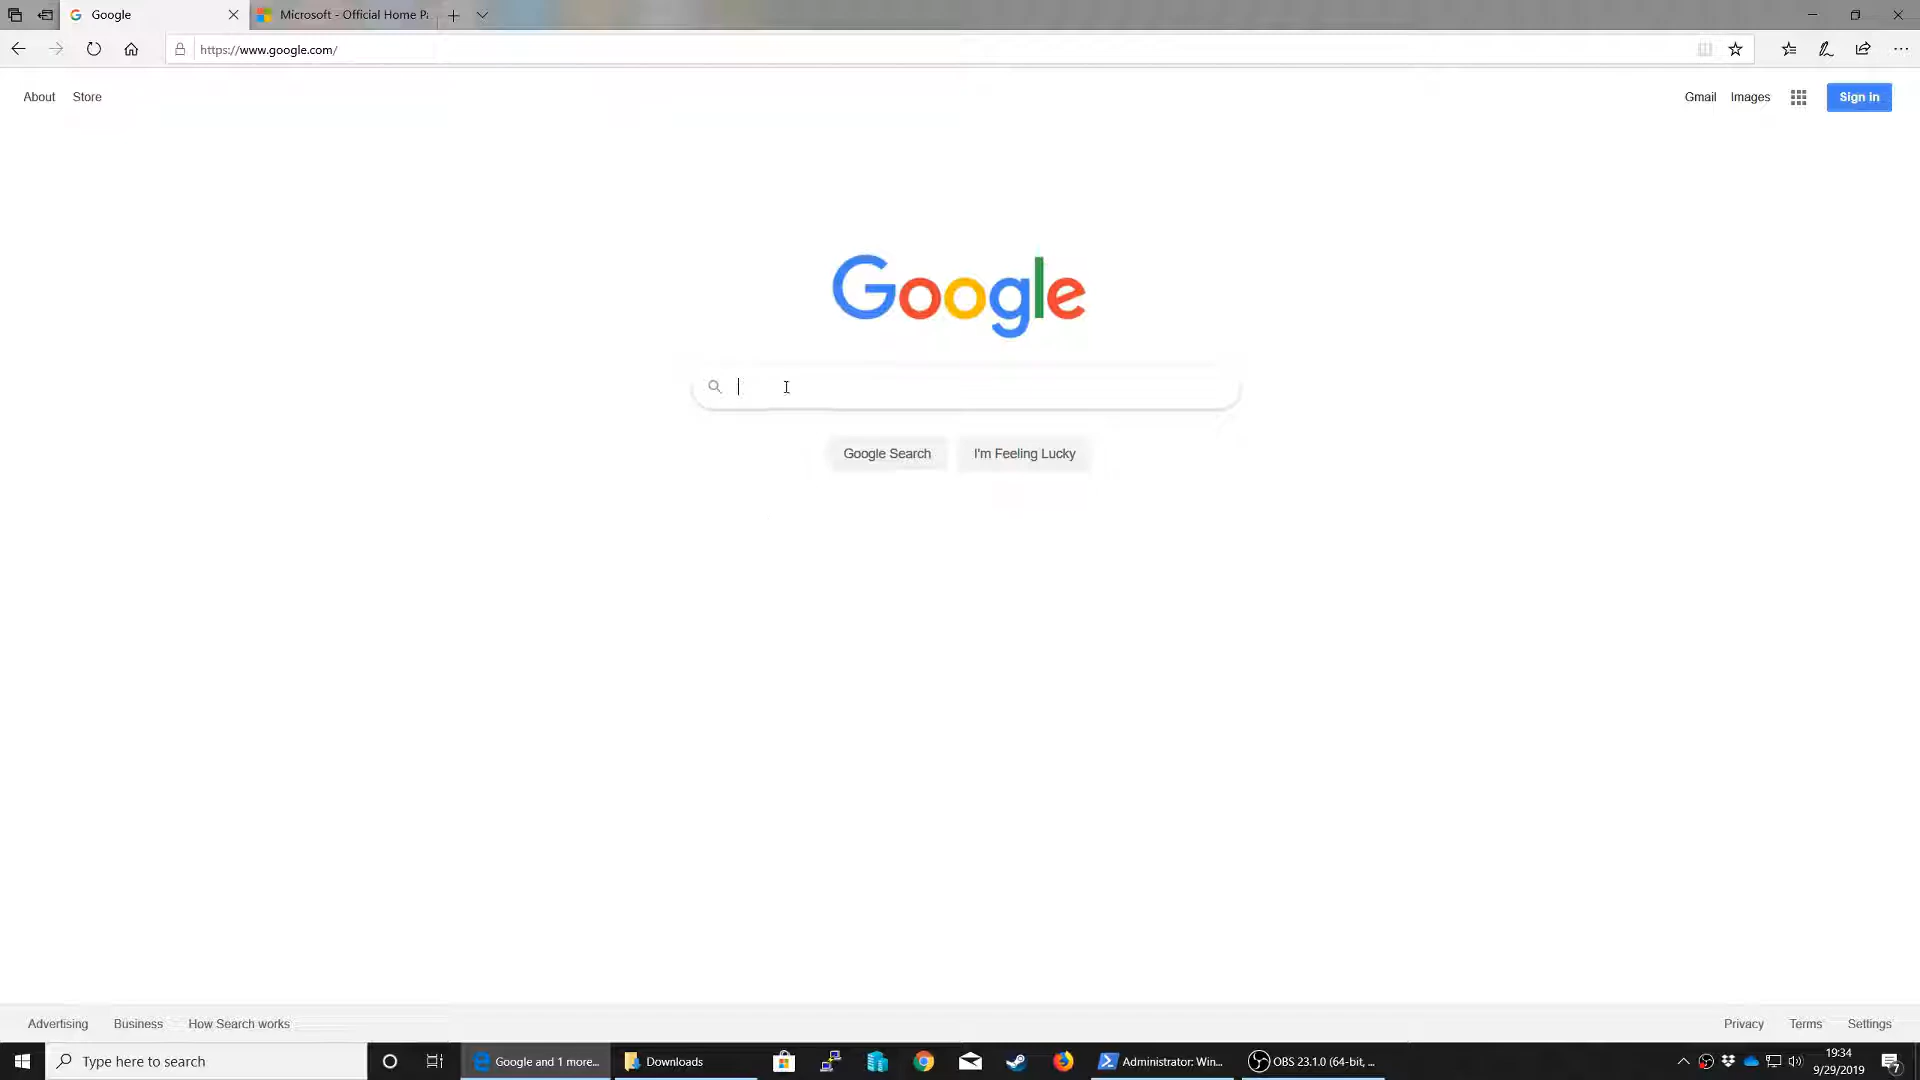 Google
Microsoft - Official Home Pa
https://www.google.com/
About Store
Gmail Images Sign in
Google
Google Search I'm Feeling Lucky
Advertising Business How Search works
Privacy Terms Settings
Type here to search
Google and 1 more...
Downloads
Administrator: Win...
OBS 23.1.0 (64-bit, ...
19:34
9/29/2019
7